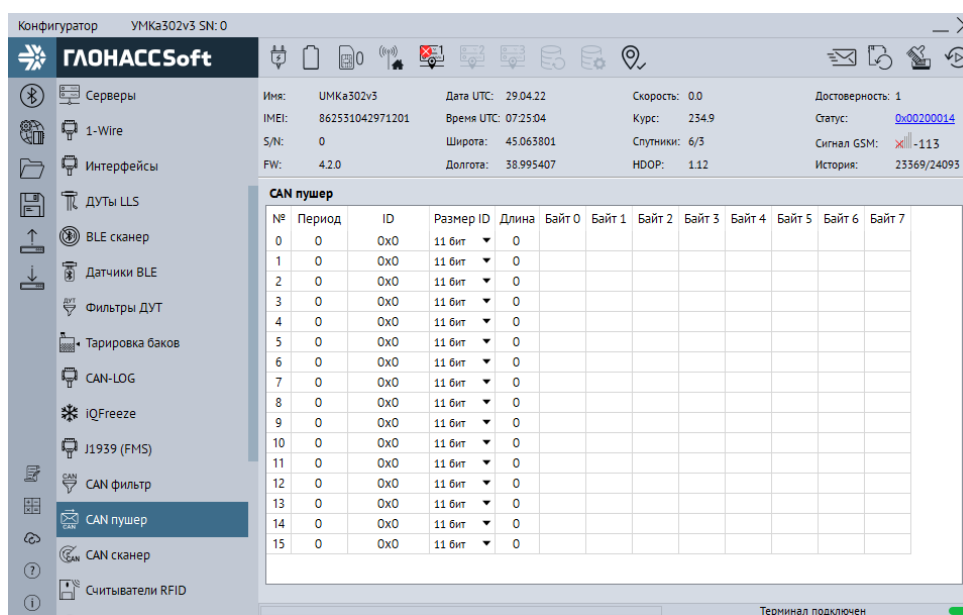 Конфигуратор УМКа302v3 SN: 0
ГЛОНАССSoft
0
1
Серверы
1-Wire
Интерфейсы
ДУТы LLS
BLE сканер
Датчики BLE
Фильтры ДУТ
Тарировка баков
CAN-LOG
iQFreeze
J1939 (FMS)
CAN фильтр
CAN пушер
CAN сканер
Считыватели RFID
Имя: UMKa302v3 Дата UTC: 29.04.22 Скорость: 0.0 Достоверность: 1
IMEI: 862531042971201 Время UTC: 07:25:04 Курс: 234.9 Статус: 0x00200014
S/N: 0 Широта: 45.063801 Спутники: 6/3 Сигнал GSM: -113
FW: 4.2.0 Долгота: 38.995407 HDOP: 1.12 История: 23369/24093
CAN пушер
№ Период ID Размер ID Длина Байт 0 Байт 1 Байт 2 Байт 3 Байт 4 Байт 5 Байт 6 Байт 7
0 0 0x0 11 бит 0
1 0 0x0 11 бит 0
2 0 0x0 11 бит 0
3 0 0x0 11 бит 0
4 0 0x0 11 бит 0
5 0 0x0 11 бит 0
6 0 0x0 11 бит 0
7 0 0x0 11 бит 0
8 0 0x0 11 бит 0
9 0 0x0 11 бит 0
10 0 0x0 11 бит 0
11 0 0x0 11 бит 0
12 0 0x0 11 бит 0
13 0 0x0 11 бит 0
14 0 0x0 11 бит 0
15 0 0x0 11 бит 0
Терминал подключен